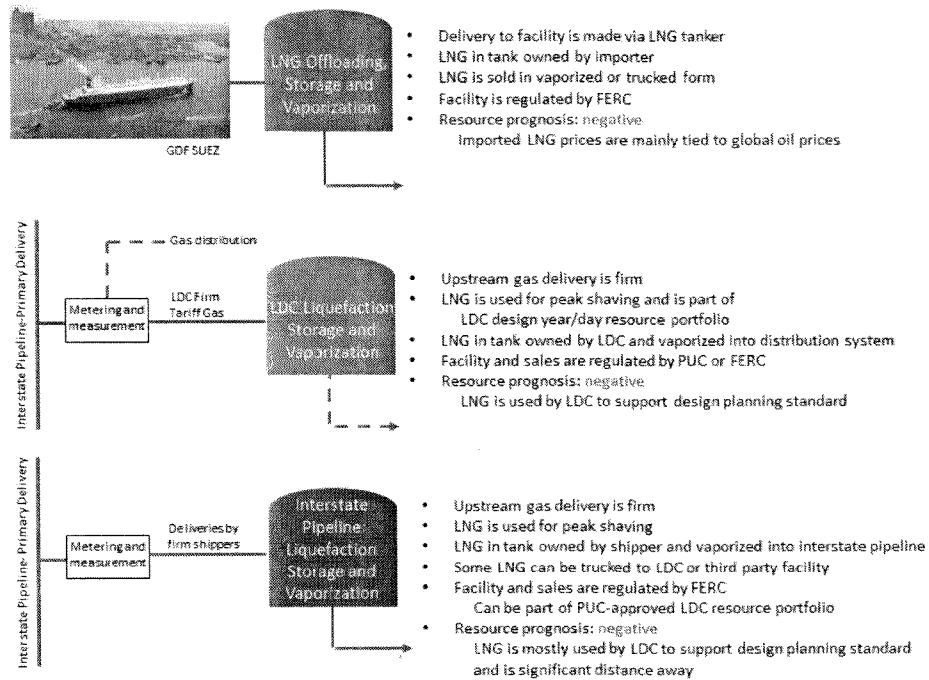 LNG Offloading
Storage and
Vaporization
GDF SUEZ
• Delivery to facility is made via LNG tanker
• LNG in tank owned by importer
• LNG is sold in vaporized or trucked form
• Facility is regulated by FERC
• Resource prognosis: negative
Imported LNG prices are mainly tied to global oil prices
Interstate Pipeline-Primary Delivery
Gas distribution
Metering and
measurement
LDC Firm
Tariff Gas
LDC Liquefaction
Storage and
Vaporization
• Upstream gas delivery is firm
• LNG is used for peak shaving and is part of
LDC design year/day resource portfolio
• LNG in tank owned by LDC and vaporized into distribution system
• Facility and sales are regulated by PUC or FERC
• Resource prognosis: negative
LNG is used by LDC to support design planning standard
Interstate Pipeline-Primary Delivery
Metering and
measurement
Deliveries by
firm shippers
Interstate
Pipeline
Liquefaction
Storage and
Vaporization
• Upstream gas delivery is firm
• LNG is used for peak shaving
• LNG in tank owned by shipper and vaporized into interstate pipeline
• Some LNG can be trucked to LDC or third party facility
• Facility and sales are regulated by FERC
Can be part of PUC-approved LDC resource portfolio
• Resource prognosis: negative
LNG is mostly used by LDC to support design planning standard
and is significant distance away